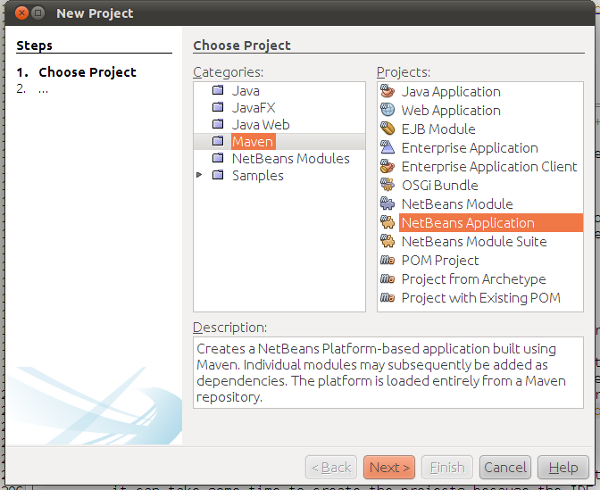 New Project
Steps
1. Choose Project
2. ...
Choose Project
Categories:
Java
JavaFX
Java Web
Maven
NetBeans Modules
Samples
Projects:
Java Application
Web Application
EJB Module
Enterprise Application
Enterprise Application Client
OSGi Bundle
NetBeans Module
NetBeans Application
NetBeans Module Suite
POM Project
Project from Archetype
Project with Existing POM
Description:
Creates a NetBeans Platform-based application built using
Maven. Individual modules may subsequently be added as
dependencies. The platform is loaded entirely from a Maven
repository.
< Back
Next >
Finish
Cancel
Help
it can take some time to create the projects because the IDE